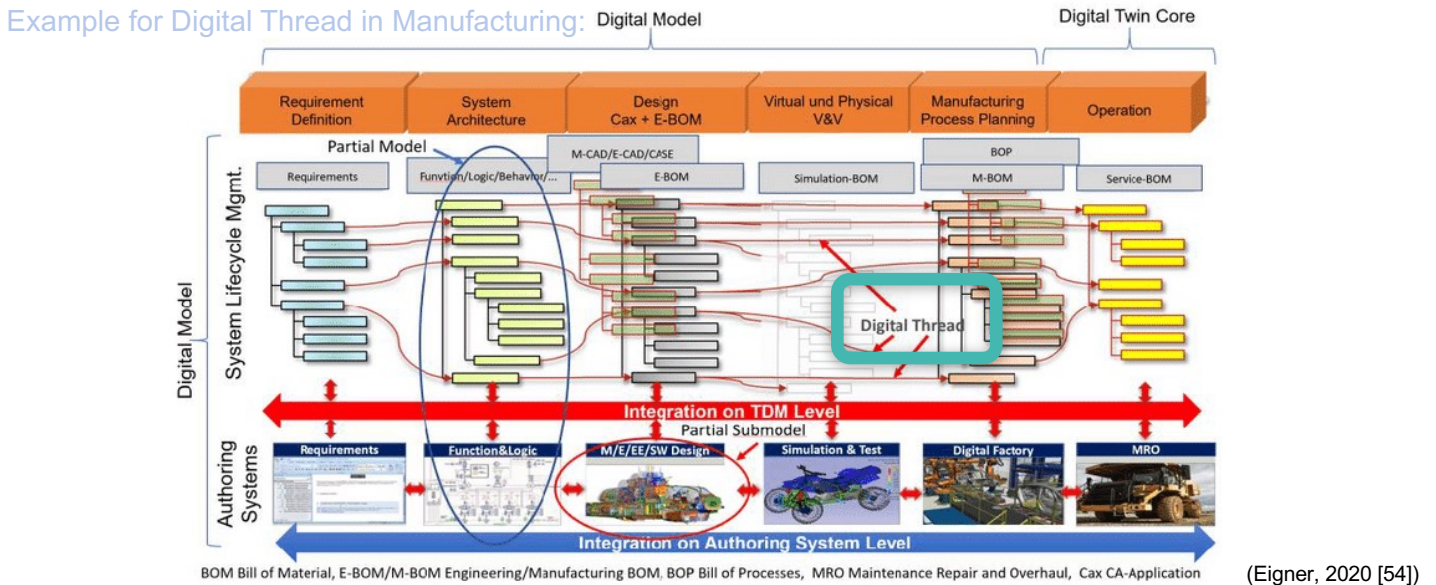 Example for Digital Thread in Manufacturing:
Digital Model
Digital Twin Core
Requirement
Definition
System
Architecture
Design
Cax + E-BOM
Virtual und Physical
V&V
Manufacturing
Process Planning
Operation
Partial Model
M-CAD/E-CAD/CASE
BOP
Requirements
Funvtion/Logic/Behavior/...
E-BOM
Simulation-BOM
M-BOM
Service-BOM
Digital Model
System Lifecycle Mgmt.
Digital Thread
Integration on TDM Level
Partial Submodel
Authoring
Systems
Requirements
Function&Logic
M/E/EE/SW Design
Simulation & Test
Digital Factory
MRO
Integration on Authoring System Level
BOM Bill of Material, E-BOM/M-BOM Engineering/Manufacturing BOM, BOP Bill of Processes, MRO Maintenance Repair and Overhaul, Cax CA-Application
(Eigner, 2020 [54])